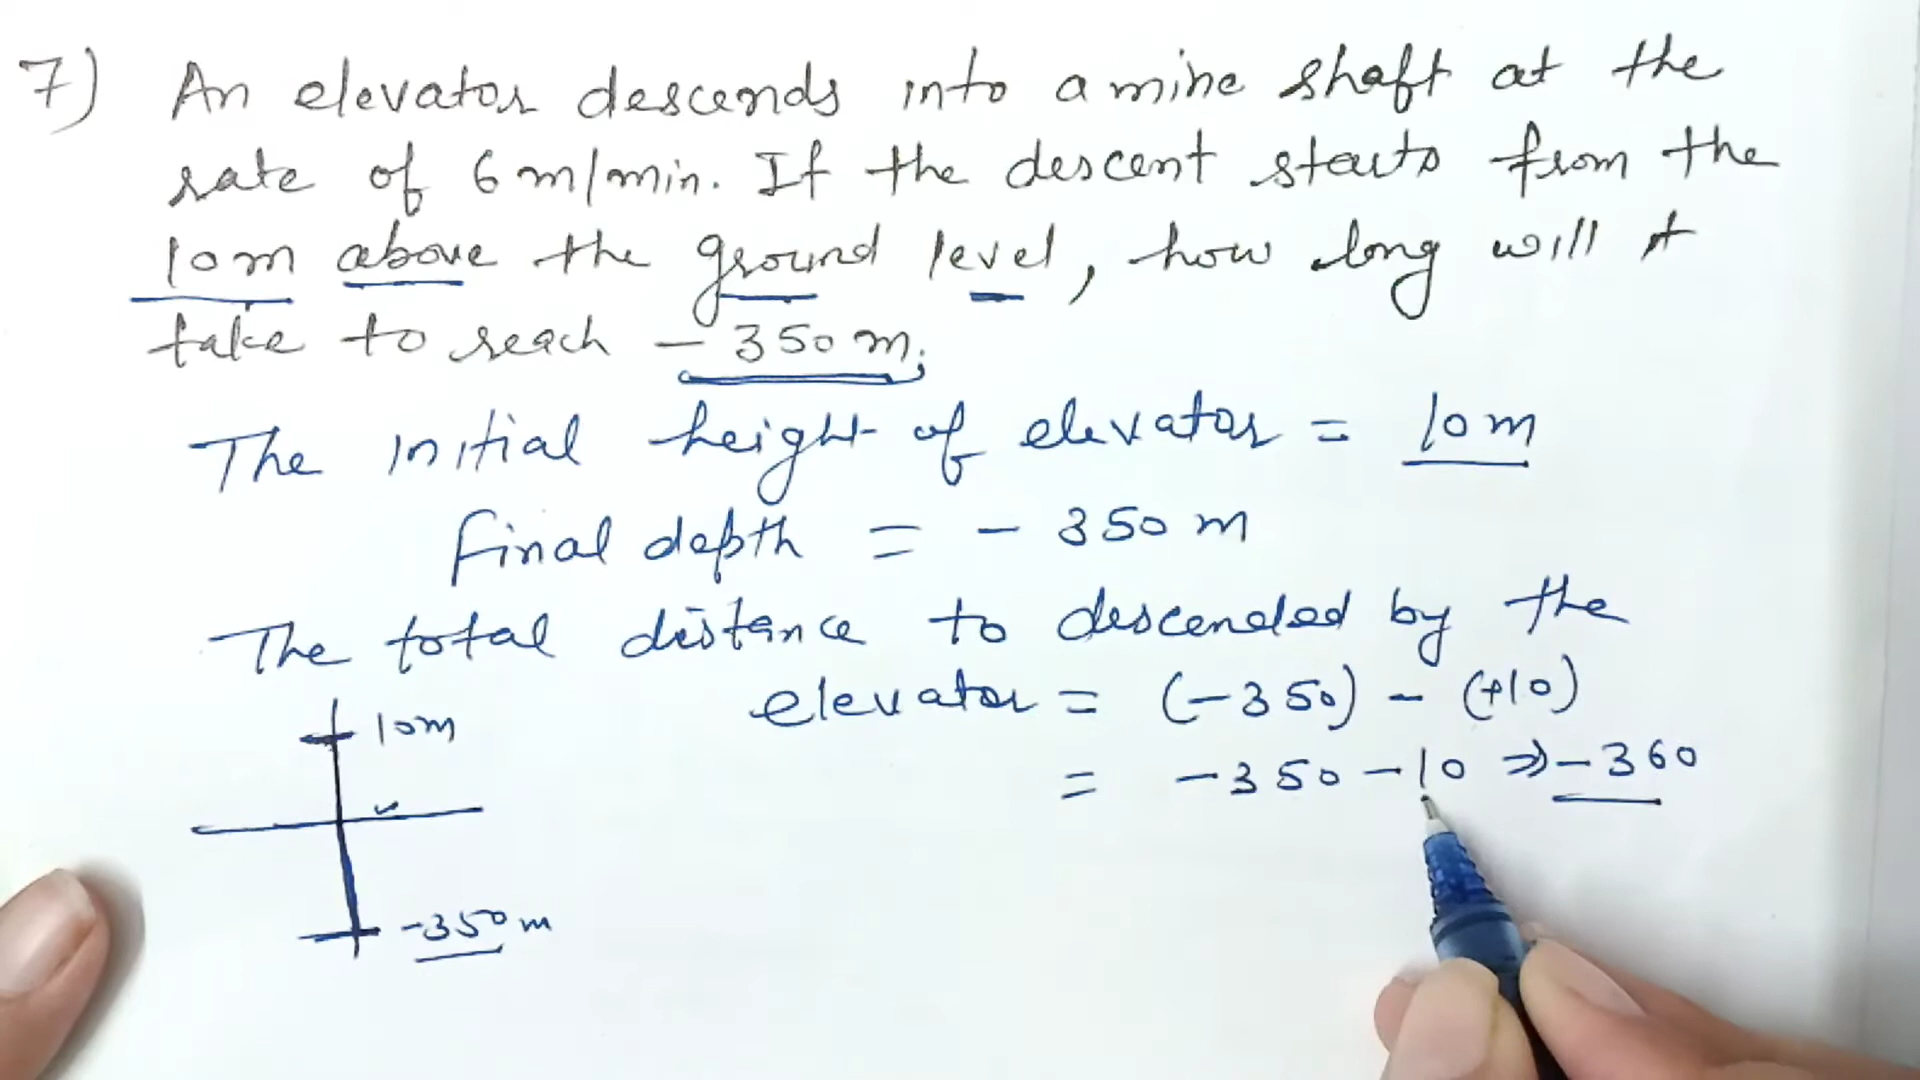 7) An elevator descends into a mine shaft at the
rate of 6 m/min. If the descent starts from the
10m above the ground level, how long will it
take to reach - 350 m.
The initial height of elevator = 10 m
final depth = - 350 m
The total distance to descended by the
elevator = (-350) - (+10)
= -350 - 10 ⇒ -360
10m
-350 m